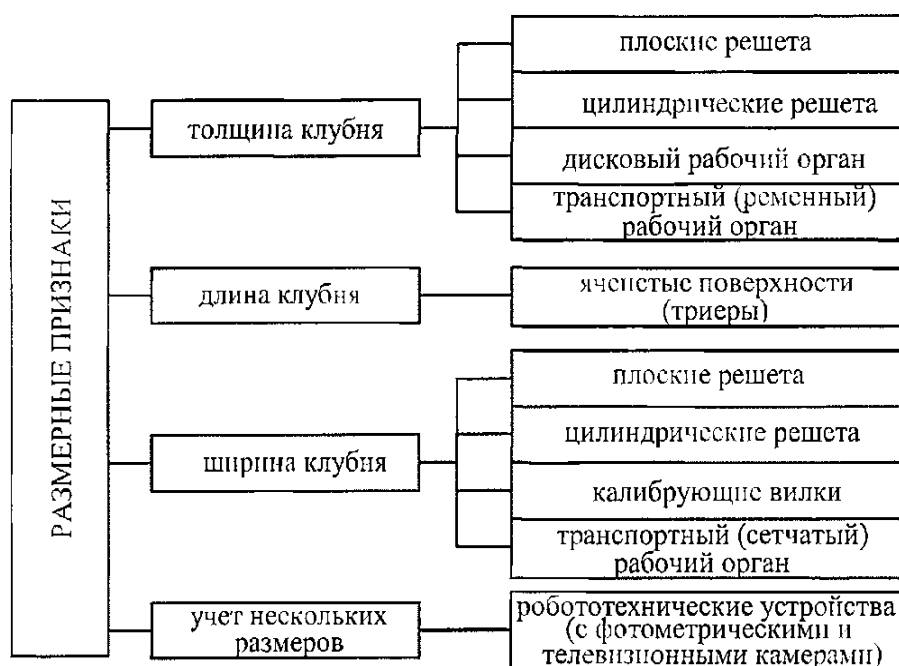 РАЗМЕРНЫЕ ПРИЗНАКИ
толщина клубня
плоские решета
цилиндрические решета
дисковый рабочий орган
транспортный (ременный)
рабочий орган
длина клубня
ячеистые поверхности
(триеры)
ширина клубня
плоские решета
цилиндрические решета
калибрующие вилки
транспортный (сетчатый)
рабочий орган
учет нескольких
размеров
робототехнические устройства
(с фотометрическими и
телевизионными камерами)